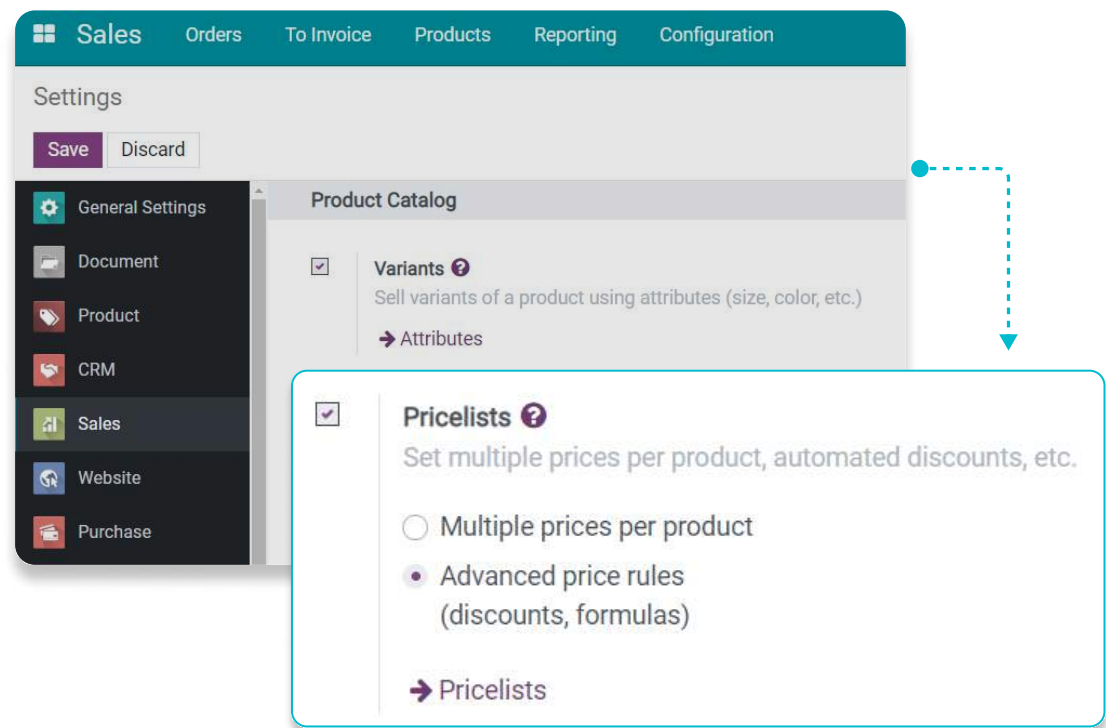 Sales Orders To Invoice Products Reporting Configuration
Settings
Save Discard
General Settings
Document
Product
CRM
Sales
Website
Purchase
Product Catalog
Variants
Sell variants of a product using attributes (size, color, etc.)
Attributes
Pricelists
Set multiple prices per product, automated discounts, etc.
Multiple prices per product
Advanced price rules
(discounts, formulas)
Pricelists